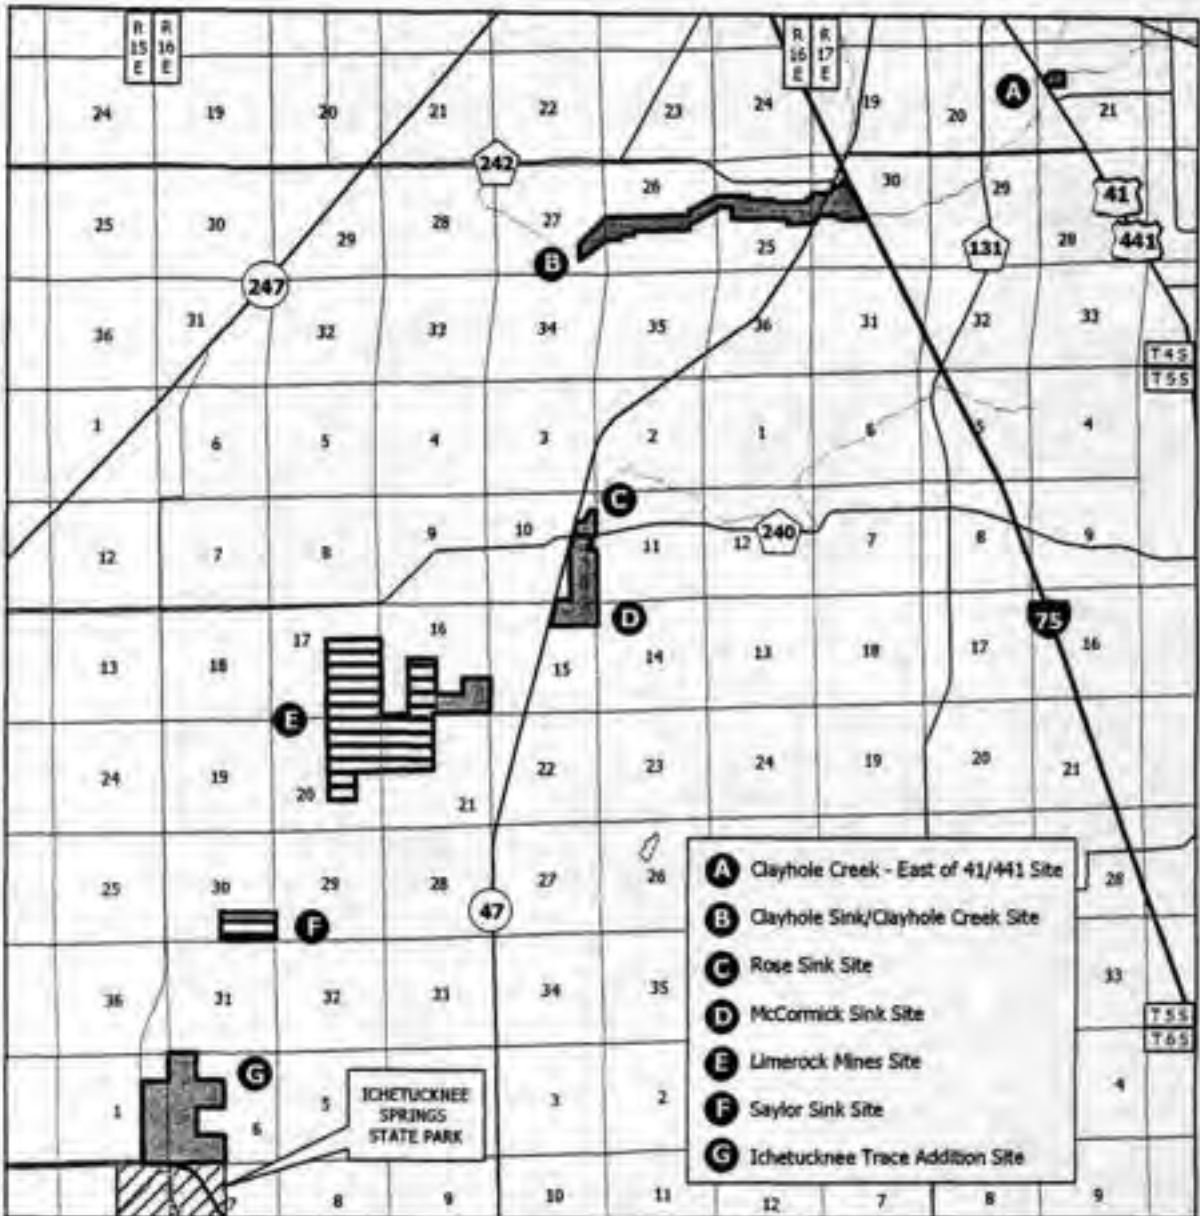 R 15 E R 16 E
R 16 E R 17 E
A
24 19 20 21 22 23 24 19 20 21
242
26 30 29 41
25 30 29 28 27 25 131 28 441
B
247
36 31 32 33 34 35 36 31 32 33
T4S
T5S
1 6 5 4 3 2 1 6 5 4
C
12 7 8 9 10 11 12 240 7 8 9
D 75
13 18 17 16 15 14 13 18 17 16
E
24 19 20 21 22 23 24 19 20 21
25 30 29 28 27 26 28
47
F
36 31 32 33 34 35 33
T5S
T6S
G
1 6 5 3 2 4
ICHETUCKNEE
SPRINGS
STATE PARK
7 8 9 10 11 12 7 8 9
A Clayhole Creek - East of 41/441 Site
B Clayhole Sink/Clayhole Creek Site
C Rose Sink Site
D McCormick Sink Site
E Limerock Mines Site
F Saylor Sink Site
G Ichetucknee Trace Addition Site